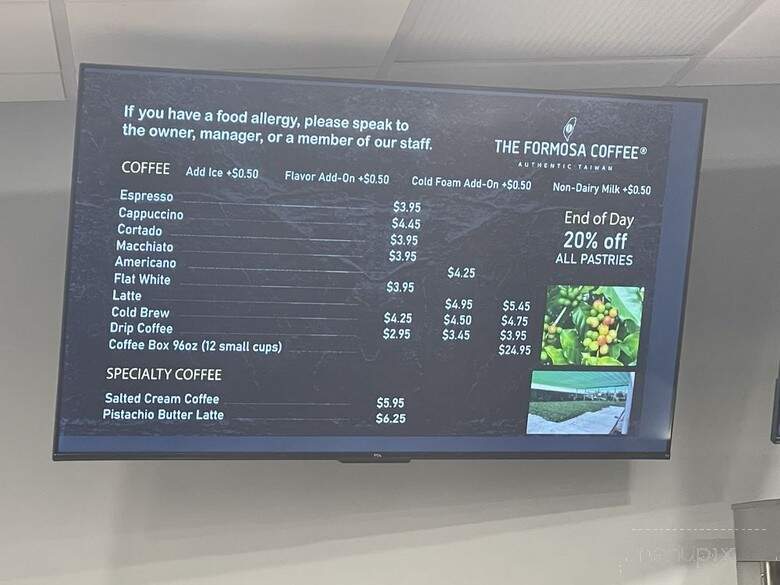 If you have a food allergy, please speak to
the owner, manager, or a member of our staff.
THE FORMOSA COFFEE®
AUTHENTIC TAIWAN
COFFEE Add Ice +$0.50 Flavor Add-On +$0.50 Cold Foam Add-On +$0.50 Non-Dairy Milk +$0.50
Espresso $3.95
Cappuccino $4.45
Cortado $3.95
Macchiato $3.95
Americano $4.25
Flat White $3.95
Latte $4.95 $5.45
Cold Brew $4.25 $4.50 $4.75
Drip Coffee $2.95 $3.45 $3.95
Coffee Box 96oz (12 small cups) $24.95
End of Day
20% off
ALL PASTRIES
SPECIALTY COFFEE
Salted Cream Coffee $5.95
Pistachio Butter Latte $6.25
TCL
menupix